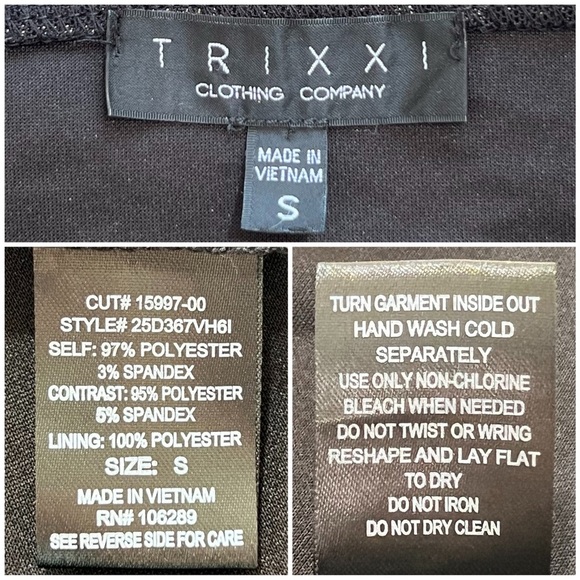 TRIXXI
CLOTHING COMPANY
MADE IN
VIETNAM
S
CUT# 15997-00
STYLE# 25D367VH6I
SELF: 97% POLYESTER
3% SPANDEX
CONTRAST: 95% POLYESTER
5% SPANDEX
LINING: 100% POLYESTER
SIZE: S
MADE IN VIETNAM
RN# 106289
SEE REVERSE SIDE FOR CARE
TURN GARMENT INSIDE OUT
HAND WASH COLD
SEPARATELY
USE ONLY NON-CHLORINE
BLEACH WHEN NEEDED
DO NOT TWIST OR WRING
RESHAPE AND LAY FLAT
TO DRY
DO NOT IRON
DO NOT DRY CLEAN